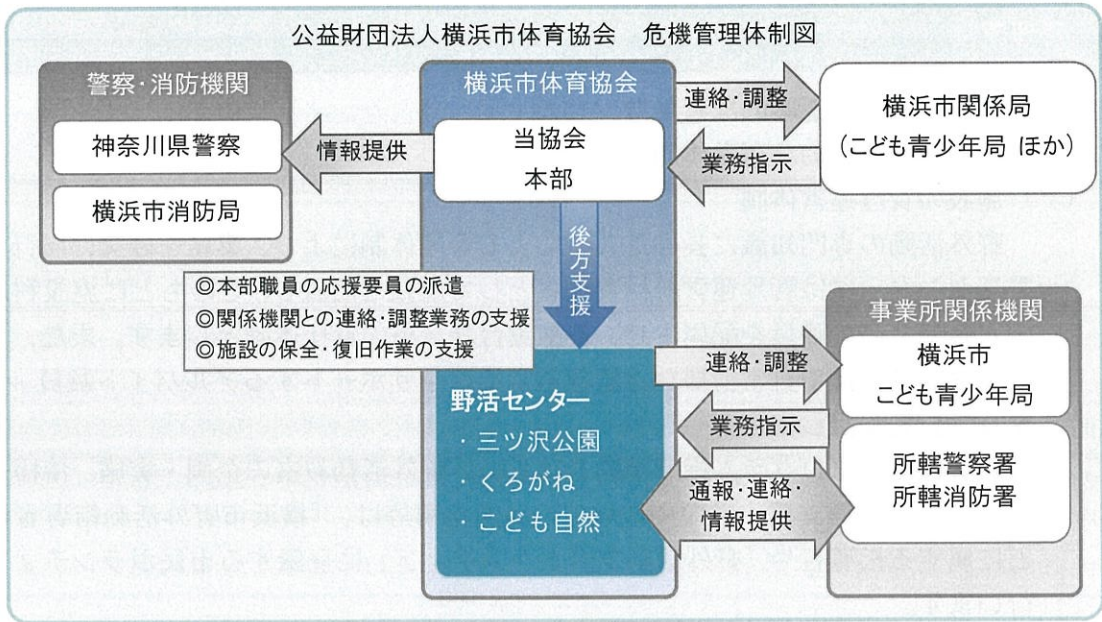 公益財団法人横浜市体育協会　危機管理体制図
警察・消防機関
神奈川県警察
横浜市消防局
情報提供
横浜市体育協会
当協会
本部
連絡・調整
業務指示
横浜市関係局
（こども青少年局 ほか）
後方支援
◎本部職員の応援要員の派遣
◎関係機関との連絡・調整業務の支援
◎施設の保全・復旧作業の支援
野活センター
・三ツ沢公園
・くろがね
・こども自然
連絡・調整
業務指示
通報・連絡・
情報提供
事業所関係機関
横浜市
こども青少年局
所轄警察署
所轄消防署